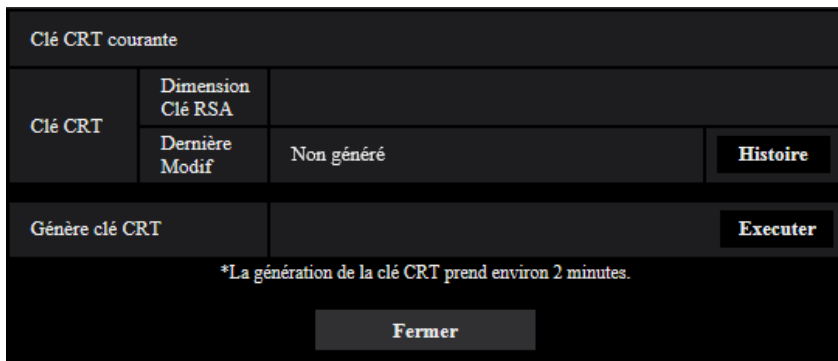 Clé CRT courante
Clé CRT
Dimension
Clé RSA
Dernière
Modif
Non généré
Histoire
Génère clé CRT
Executer
*La génération de la clé CRT prend environ 2 minutes.
Fermer